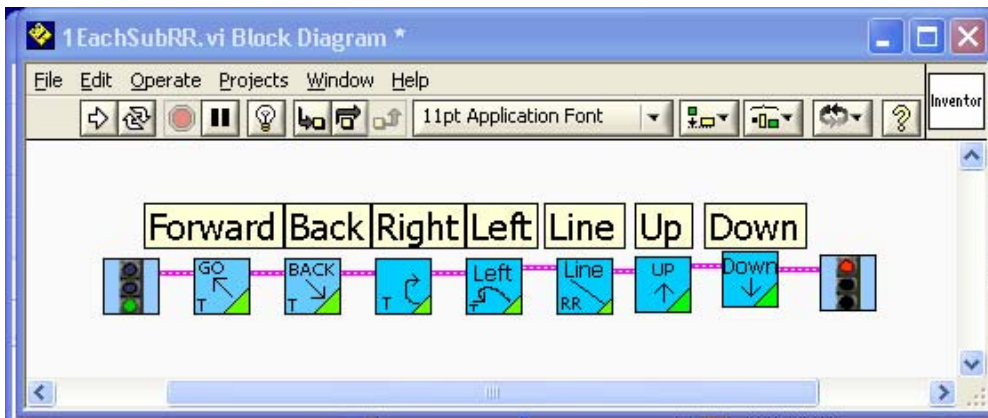 1EachSubRR.vi Block Diagram *
File Edit Operate Projects Window Help
11pt Application Font
Inventor
Forward Back Right Left Line Up Down
GO BACK Left Line UP Down
T T T T RR